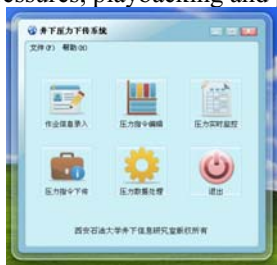 essures, playbacking and
井下压力下传系统
文件(F) 帮助(H)
作业信息录入 压力指令编辑 压力实时监控
压力指令下传 压力数据处理 退出
西安石油大学井下信息研究室版权所有